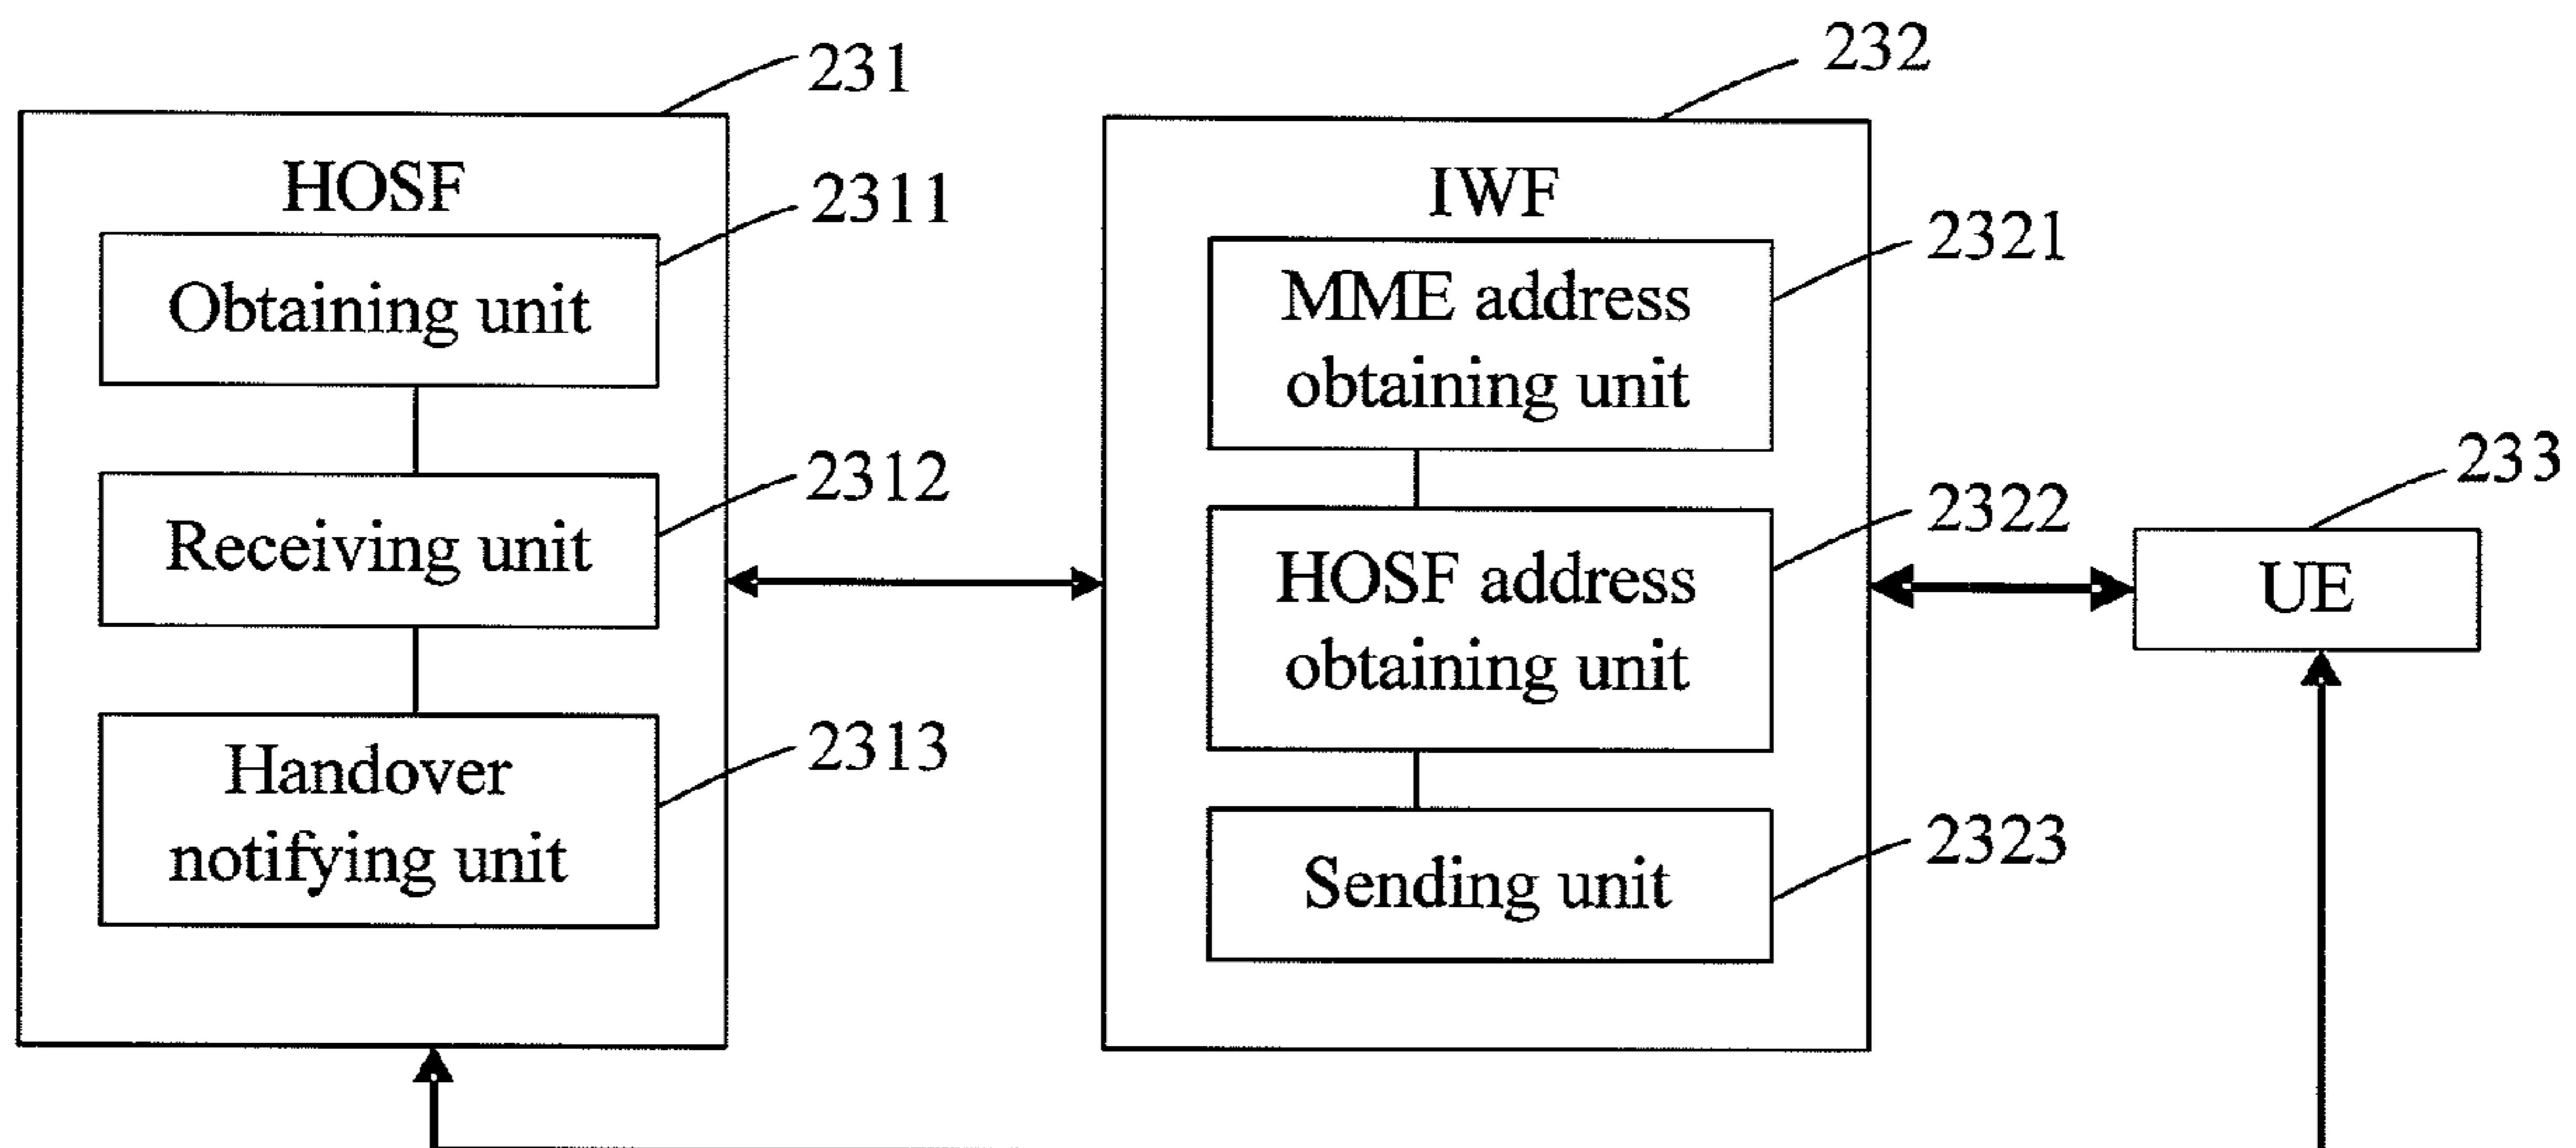 231
HOSF
2311
Obtaining unit
2312
Receiving unit
2313
Handover
notifying unit
232
IWF
2321
MME address
obtaining unit
2322
HOSF address
obtaining unit
2323
Sending unit
233
UE